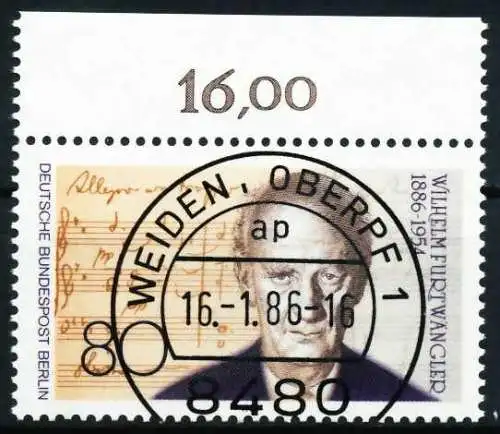 16,00
Allegro
DEUTSCHE BUNDESPOST BERLIN
80
WILHELM FURTWÄNGLER
1886-1954
WEIDEN, OBERPF 1
ap
16.-1.86-16
8480